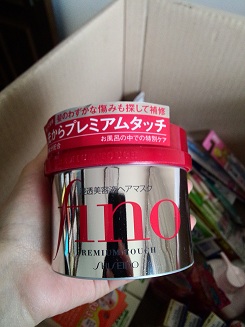 髪のわずかな傷みも探して補修
からプレミアムタッチ
お風呂の中での特別ケア
浸透美容液ヘアマスク
fino
PREMIUM TOUCH
SHISEIDO